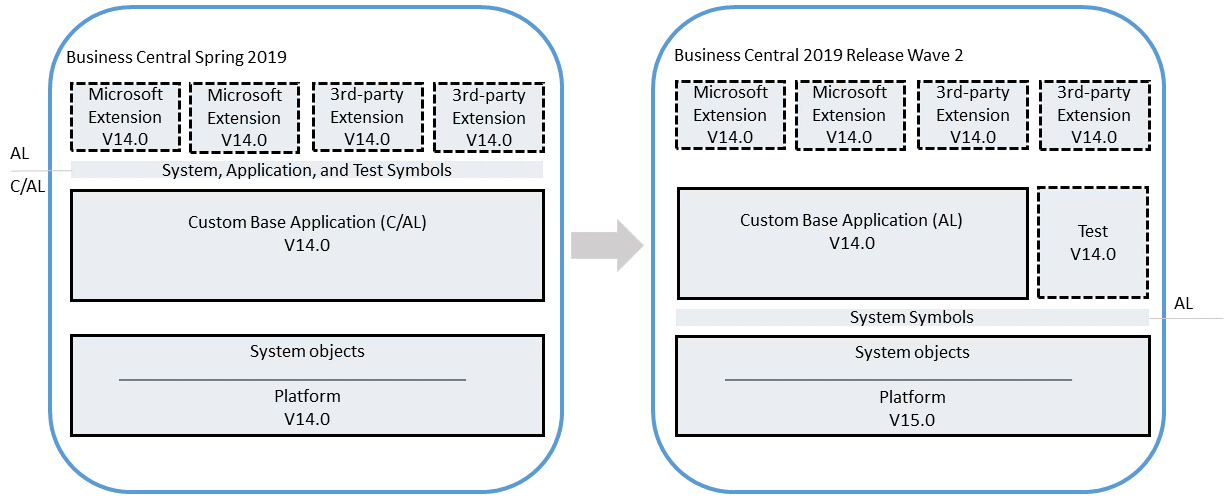 Business Central Spring 2019
Microsoft
Extension
V14.0
Microsoft
Extension
V14.0
3rd-party
Extension
V14.0
3rd-party
Extension
V14.0
AL
System, Application, and Test Symbols
C/AL
Custom Base Application (C/AL)
V14.0
System objects
Platform
V14.0
Business Central 2019 Release Wave 2
Microsoft
Extension
V14.0
Microsoft
Extension
V14.0
3rd-party
Extension
V14.0
3rd-party
Extension
V14.0
Custom Base Application (AL)
V14.0
Test
V14.0
AL
System Symbols
System objects
Platform
V15.0